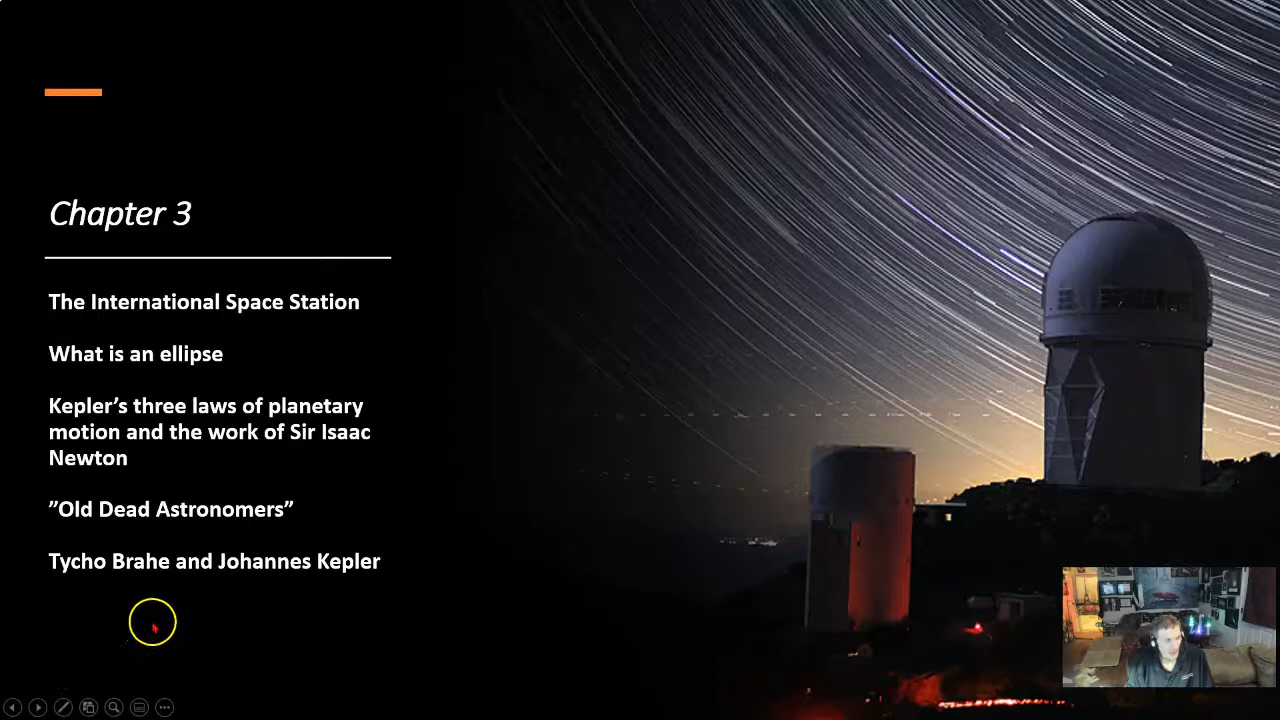 Chapter 3
The International Space Station
What is an ellipse
Kepler’s three laws of planetary
motion and the work of Sir Isaac
Newton
”Old Dead Astronomers”
Tycho Brahe and Johannes Kepler